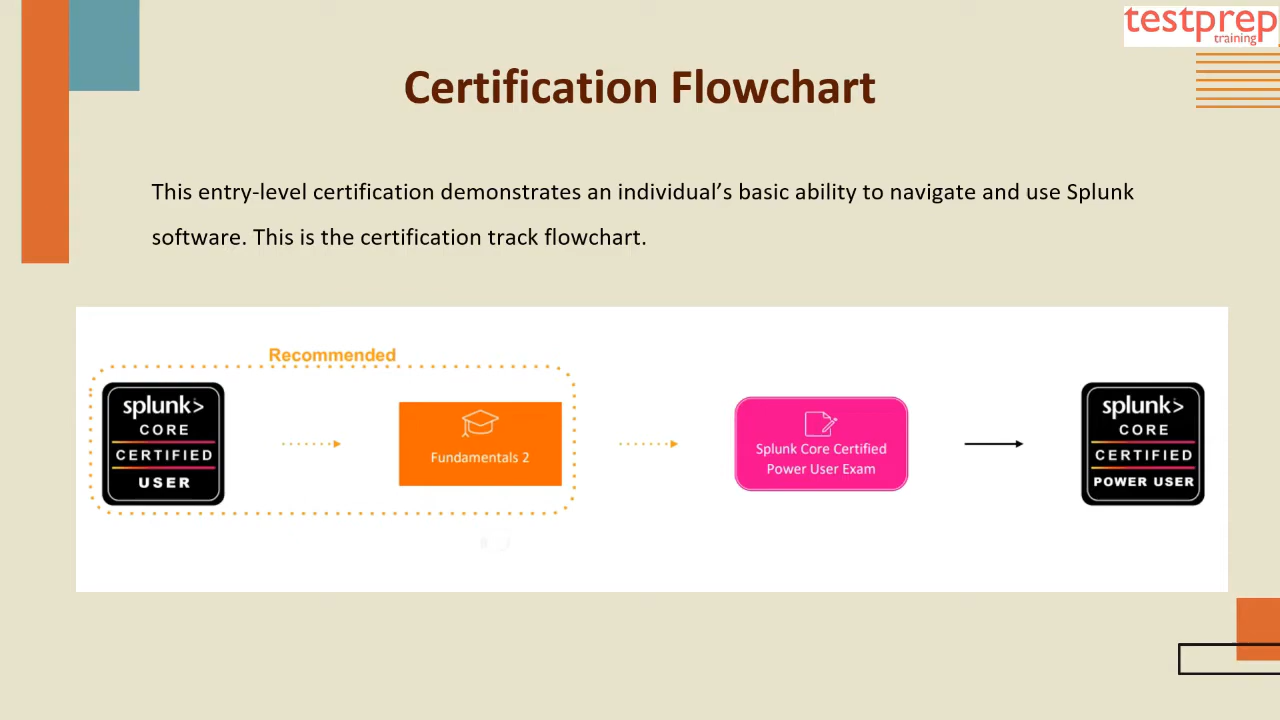 testprep
training
Certification Flowchart
This entry-level certification demonstrates an individual’s basic ability to navigate and use Splunk
software. This is the certification track flowchart.
Recommended
splunk>
CORE
CERTIFIED
USER
Fundamentals 2
Splunk Core Certified
Power User Exam
splunk>
CORE
CERTIFIED
POWER USER